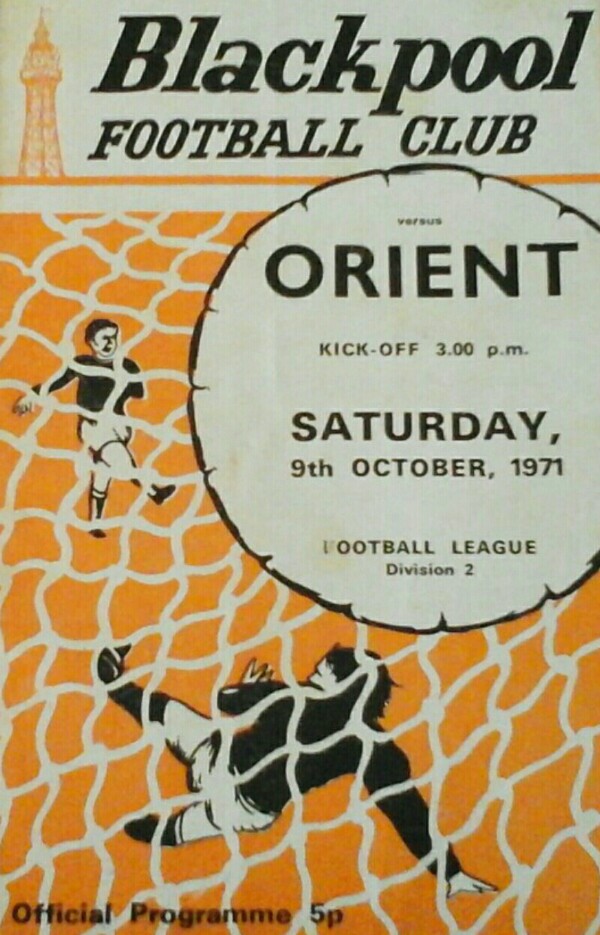 Blackpool
FOOTBALL CLUB
versus
ORIENT
KICK-OFF 3.00 p.m.
SATURDAY,
9th OCTOBER, 1971
FOOTBALL LEAGUE
Division 2
Official Programme 5p